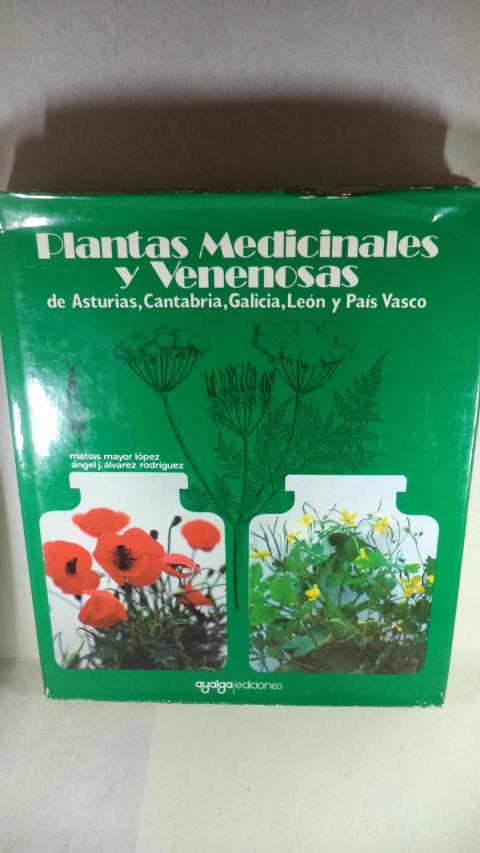 Plantas Medicinales
y Venenosas
de Asturias, Cantabria, Galicia, León y País Vasco
matías mayor lópez
ángel j. álvarez rodríguez
ayalga ediciones